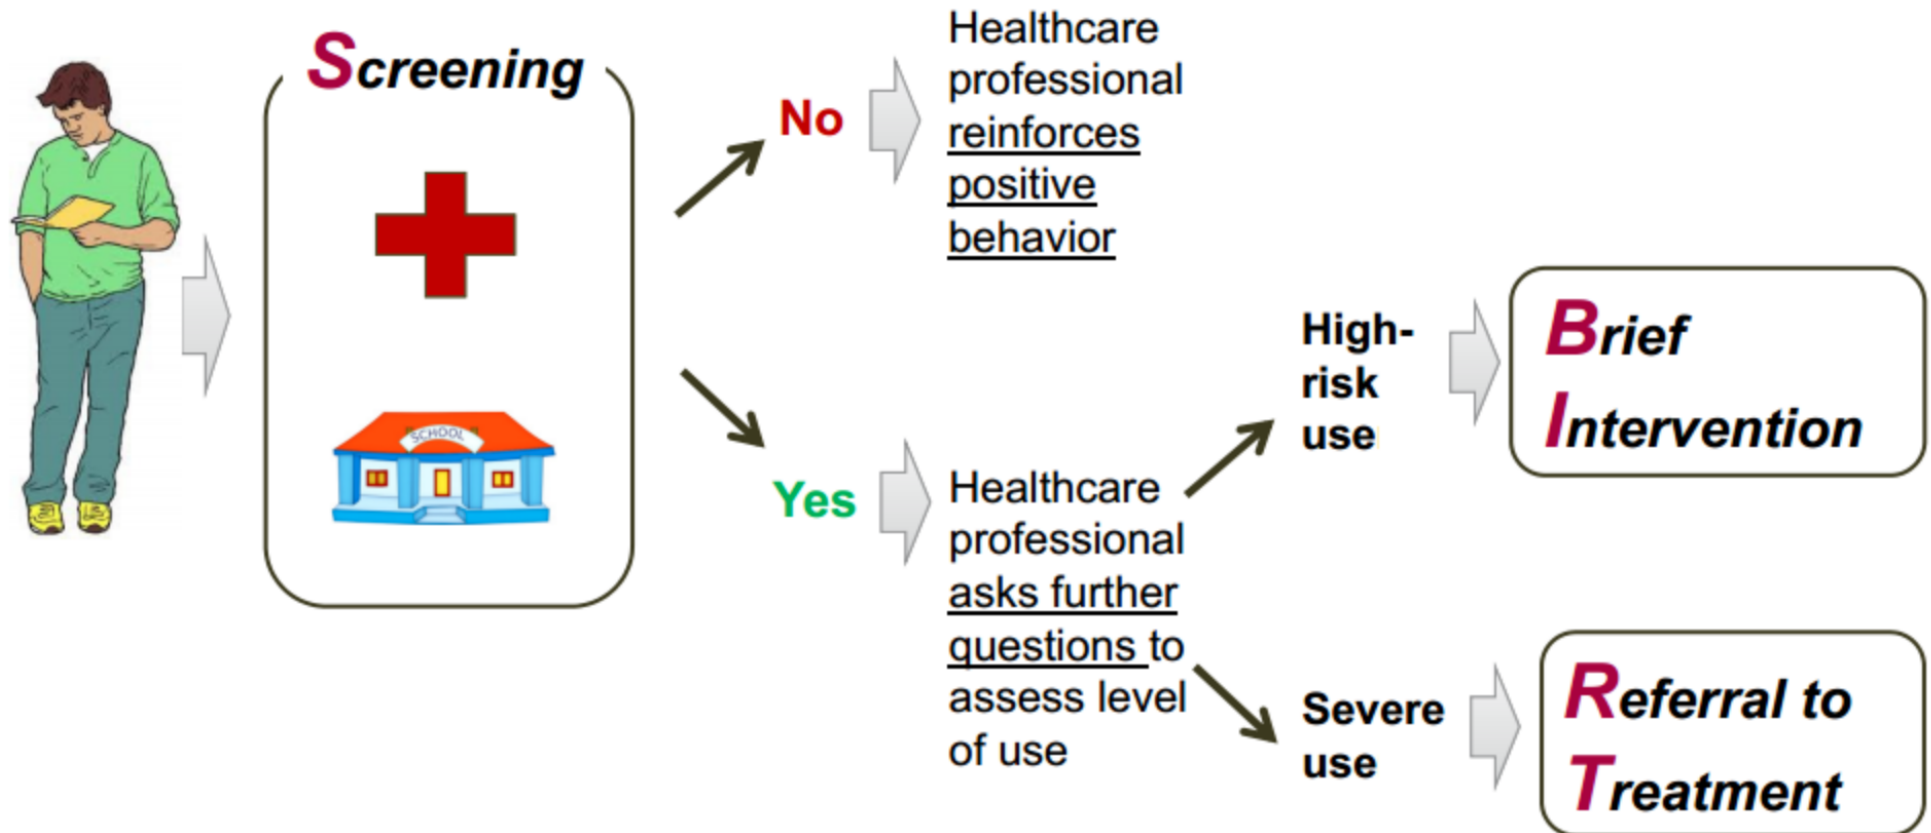 Screening
SCHOOL
No
Healthcare
professional
reinforces
positive
behavior
Yes
Healthcare
professional
asks further
questions to
assess level
of use
High-
risk
use
Brief
Intervention
Severe
use
Referral to
Treatment